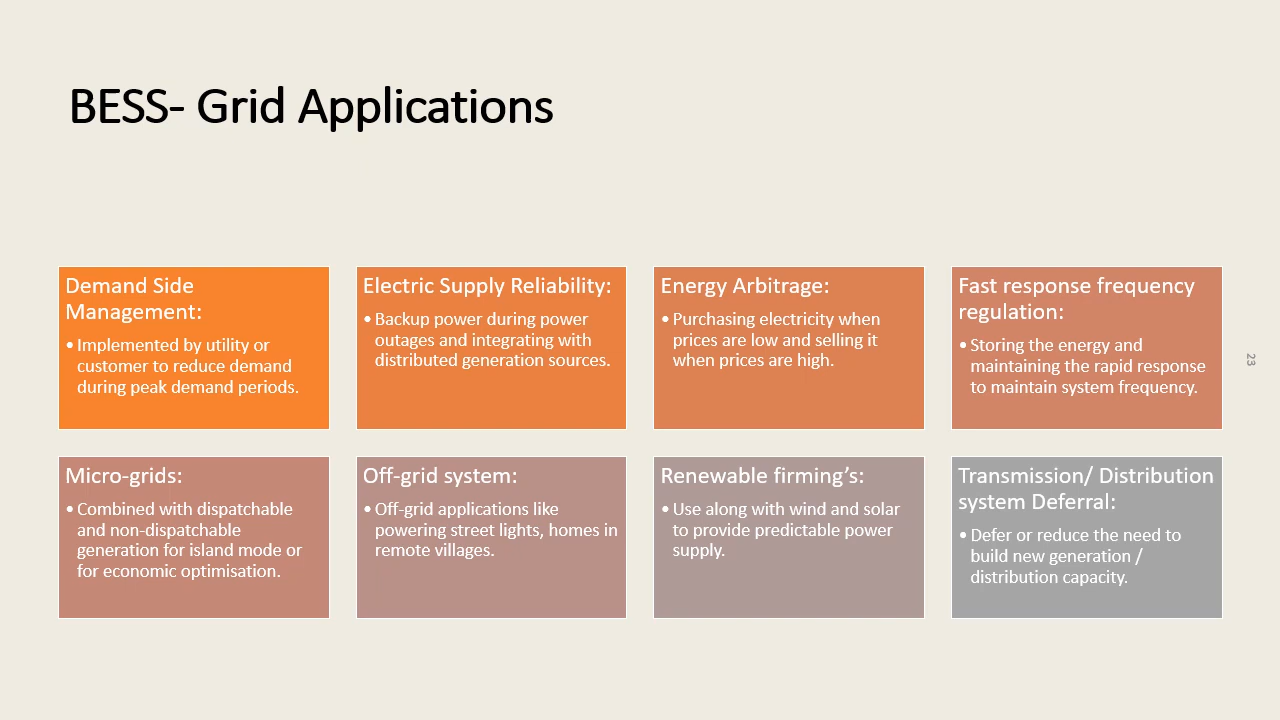 BESS- Grid Applications
Demand Side
Management:
• Implemented by utility or
customer to reduce demand
during peak demand periods.
Electric Supply Reliability:
• Backup power during power
outages and integrating with
distributed generation sources.
Energy Arbitrage:
• Purchasing electricity when
prices are low and selling it
when prices are high.
Fast response frequency
regulation:
• Storing the energy and
maintaining the rapid response
to maintain system frequency.
23
Micro-grids:
• Combined with dispatchable
and non-dispatchable
generation for island mode or
for economic optimisation.
Off-grid system:
• Off-grid applications like
powering street lights, homes in
remote villages.
Renewable firming’s:
• Use along with wind and solar
to provide predictable power
supply.
Transmission/ Distribution
system Deferral:
• Defer or reduce the need to
build new generation /
distribution capacity.